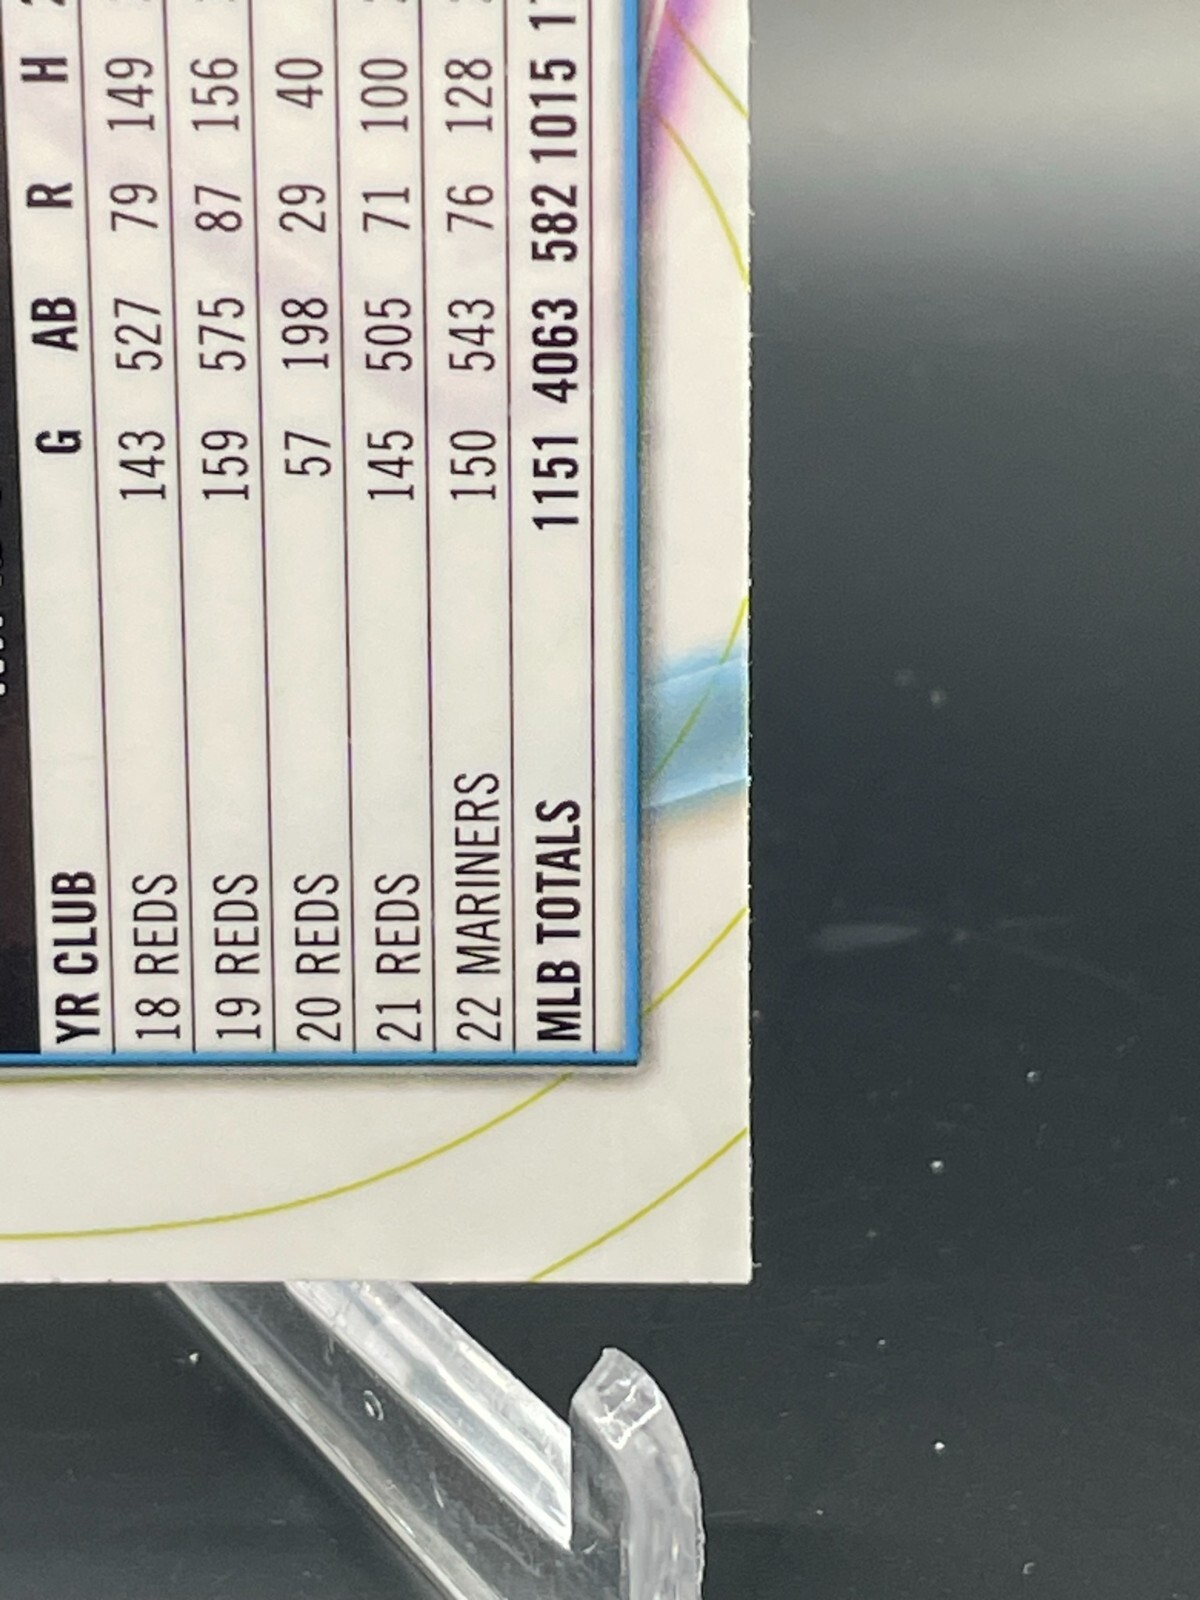 YR CLUB G AB R H
18 REDS 143 527 79 149
19 REDS 159 575 87 156
20 REDS 57 198 29 40
21 REDS 145 505 71 100
22 MARINERS 150 543 76 128
MLB TOTALS 1151 4063 582 1015